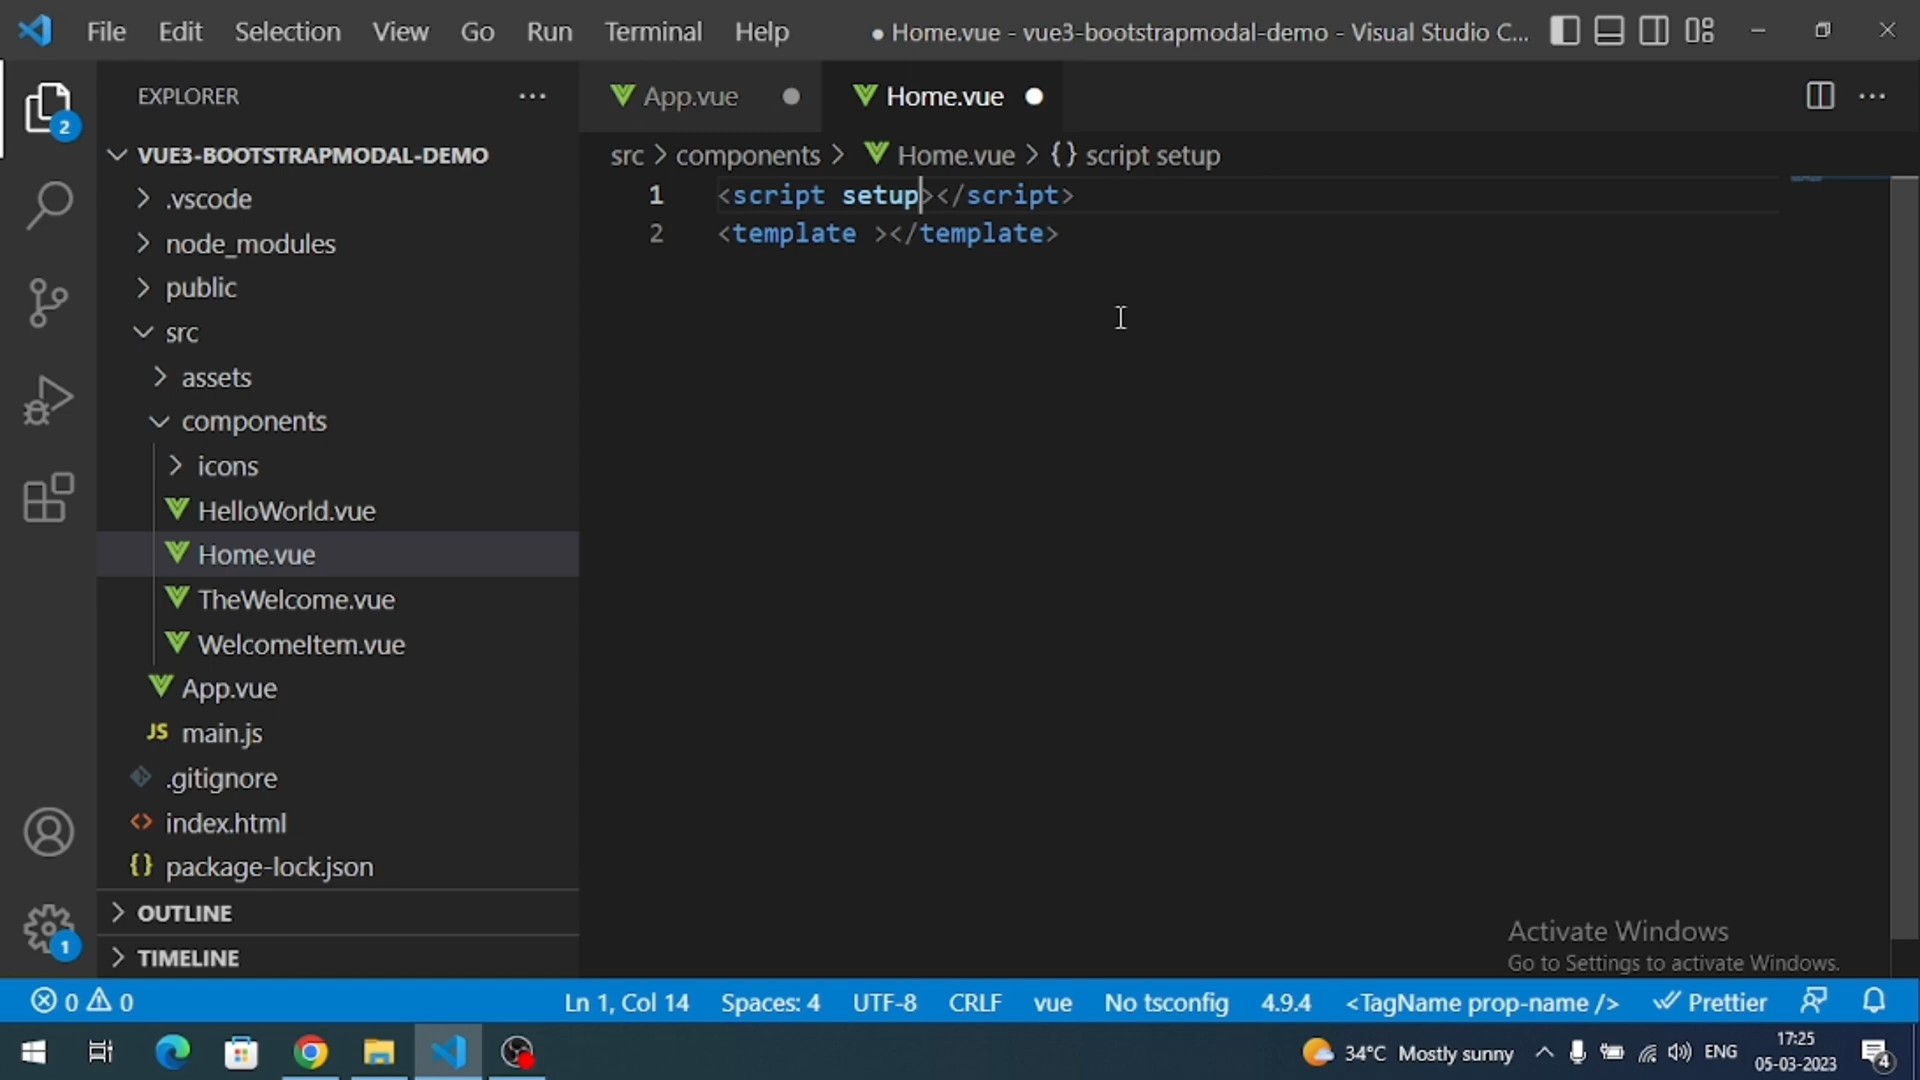 File Edit Selection View Go Run Terminal Help ● Home.vue - vue3-bootstrapmodal-demo - Visual Studio C...
EXPLORER ...
App.vue ●
Home.vue ●
2
VUE3-BOOTSTRAPMODAL-DEMO
src > components > Home.vue > {} script setup
.vscode
node_modules
public
src
assets
components
icons
HelloWorld.vue
Home.vue
TheWelcome.vue
WelcomeItem.vue
App.vue
JS main.js
.gitignore
<> index.html
{} package-lock.json
OUTLINE
TIMELINE
1
1 <script setup></script>
2 <template ></template>
Activate Windows
Go to Settings to activate Windows.
0 0 Ln 1, Col 14 Spaces: 4 UTF-8 CRLF vue No tsconfig 4.9.4 <TagName prop-name /> Prettier
34°C Mostly sunny ENG 17:25
05-03-2023
4